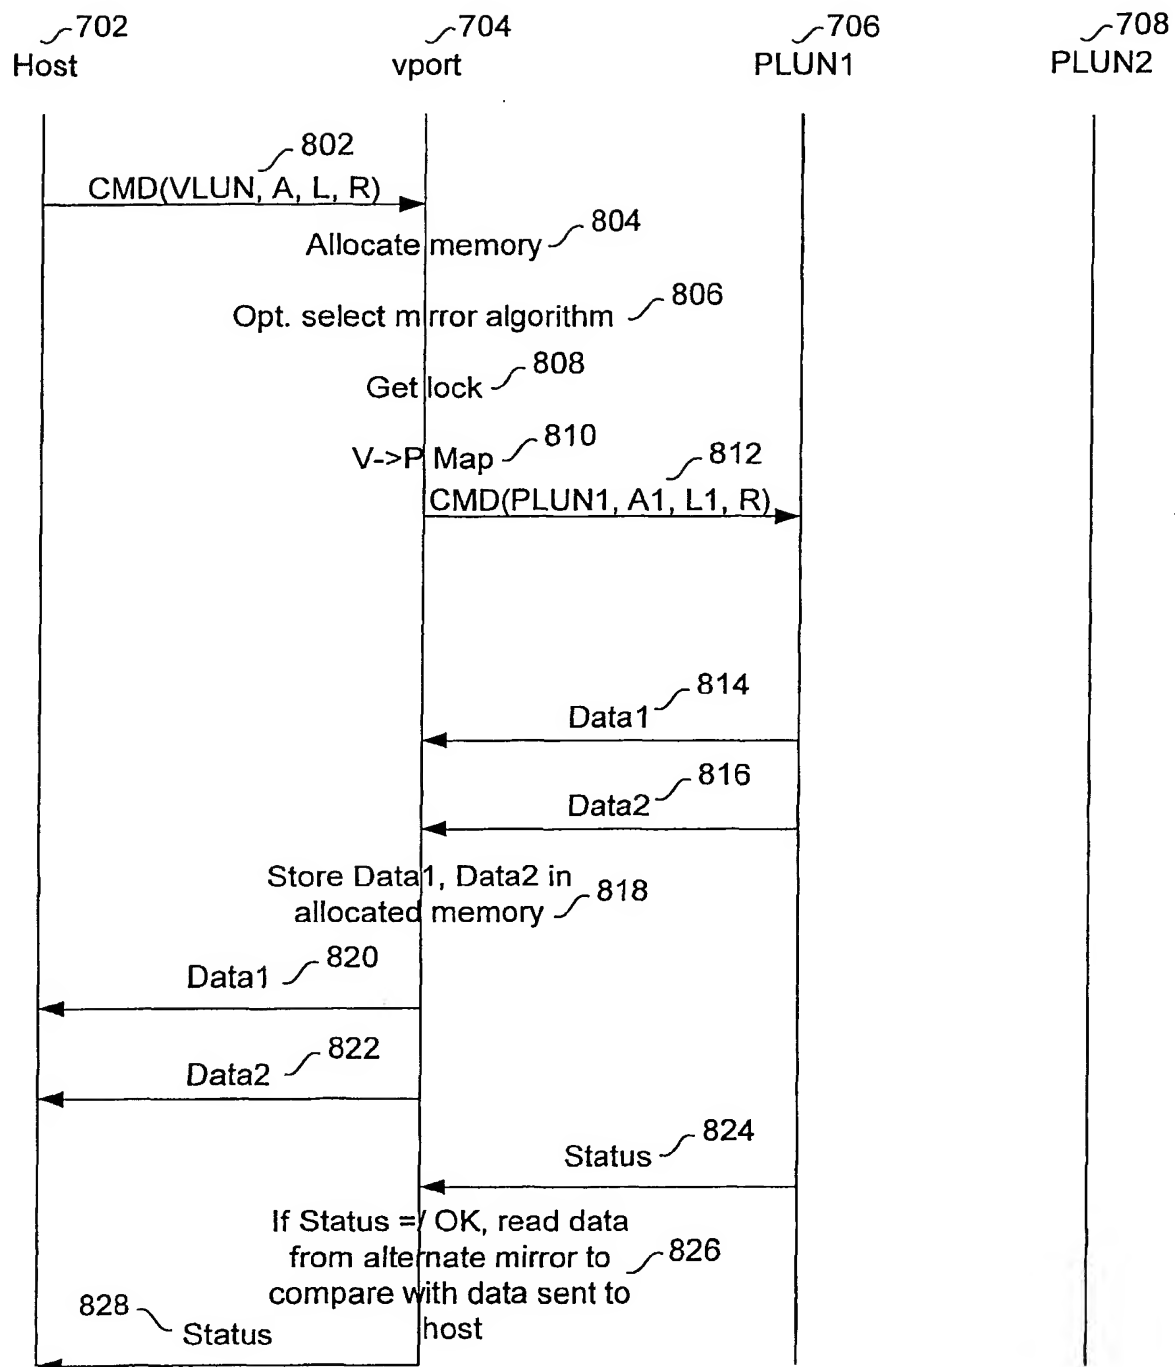 702 704 706 708
Host vport PLUN1 PLUN2
802
CMD(VLUN, A, L, R)
Allocate memory 804
Opt. select mirror algorithm 806
Get lock 808
V->P Map 810
812
CMD(PLUN1, A1, L1, R)
814
Data1
816
Data2
Store Data1, Data2 in
allocated memory 818
Data1 820
Data2 822
Status 824
If Status =/ OK, read data
from alternate mirror to 826
compare with data sent to
host
828 Status